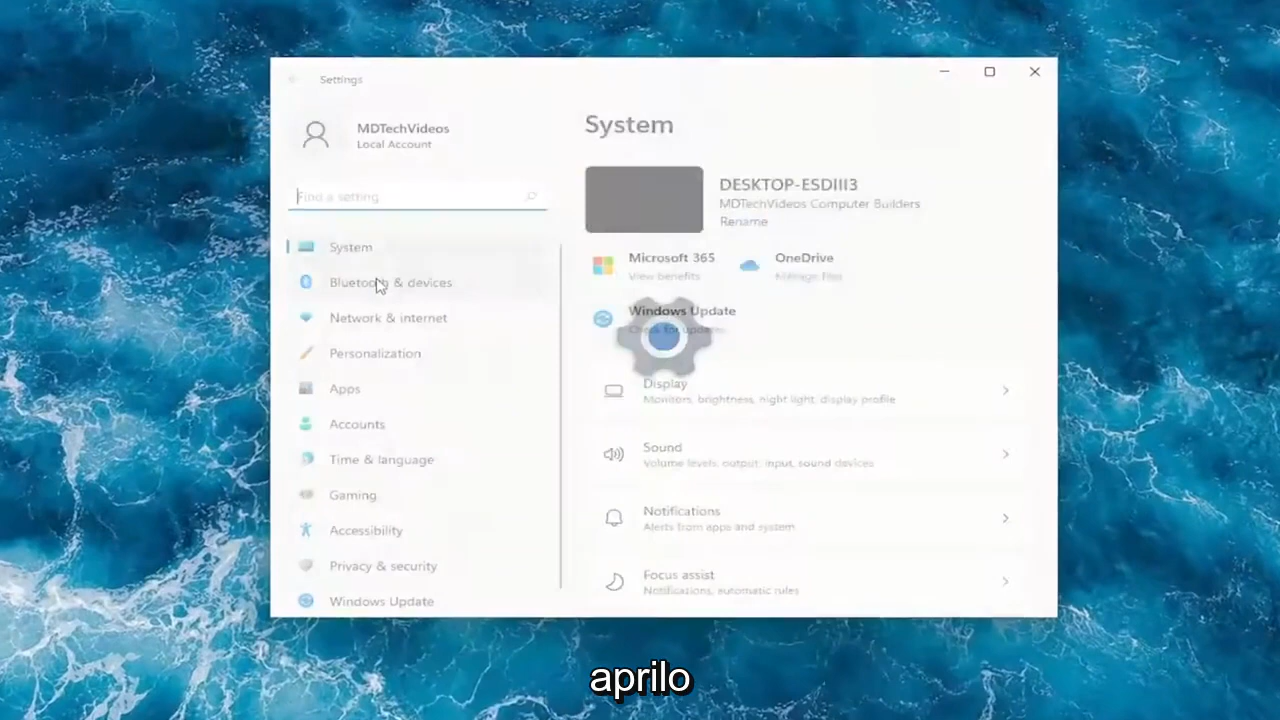 Settings
MDTechVideos
Local Account
Find a setting
System
Bluetooth & devices
Network & internet
Personalization
Apps
Accounts
Time & language
Gaming
Accessibility
Privacy & security
Windows Update
System
DESKTOP-ESDIII3
MDTechVideos Computer Builders
Rename
Microsoft 365
View benefits
OneDrive
Manage files
Windows Update
Check for updates
Display
Monitors, brightness, night light, display profile
Sound
Volume levels, output, input, sound devices
Notifications
Alerts from apps and system
Focus assist
Notifications, automatic rules
aprilo